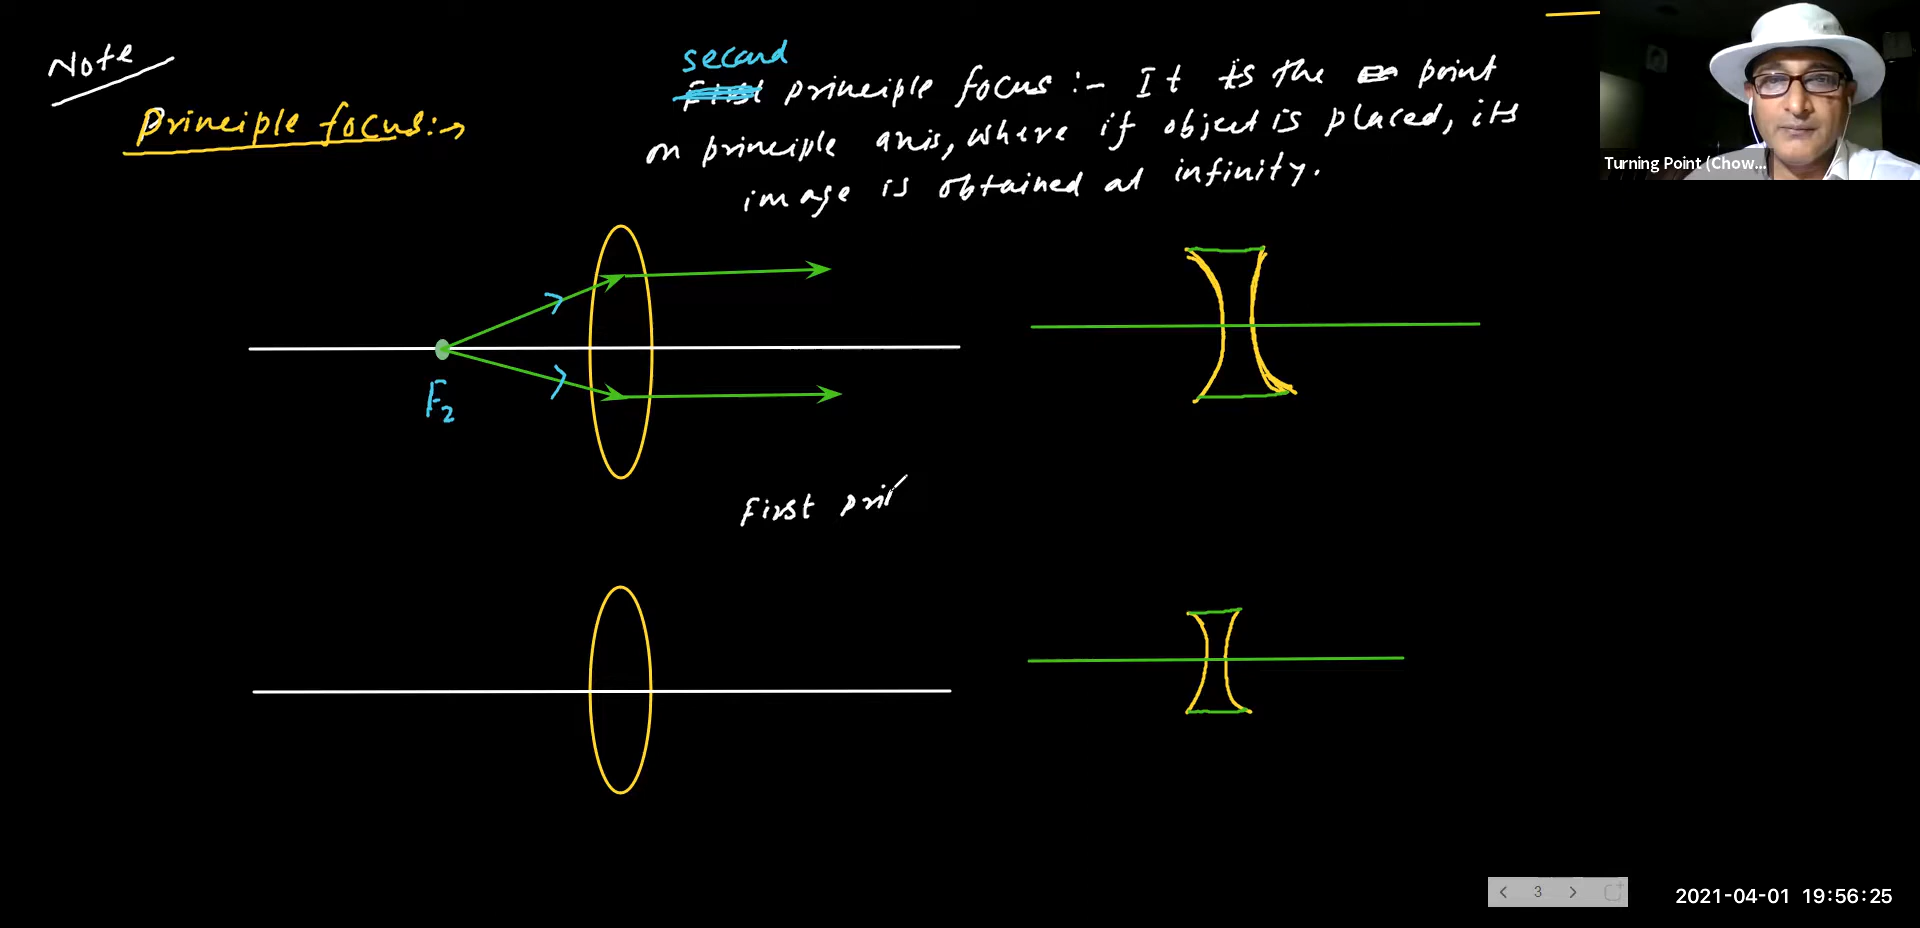 Note
Principle focus:→
second
First principle focus :- It is the point
on principle axis, where if object is placed, its
image is obtained at infinity.
Turning Point (Chow...
F2
First pri
3
2021-04-01 19:56:25